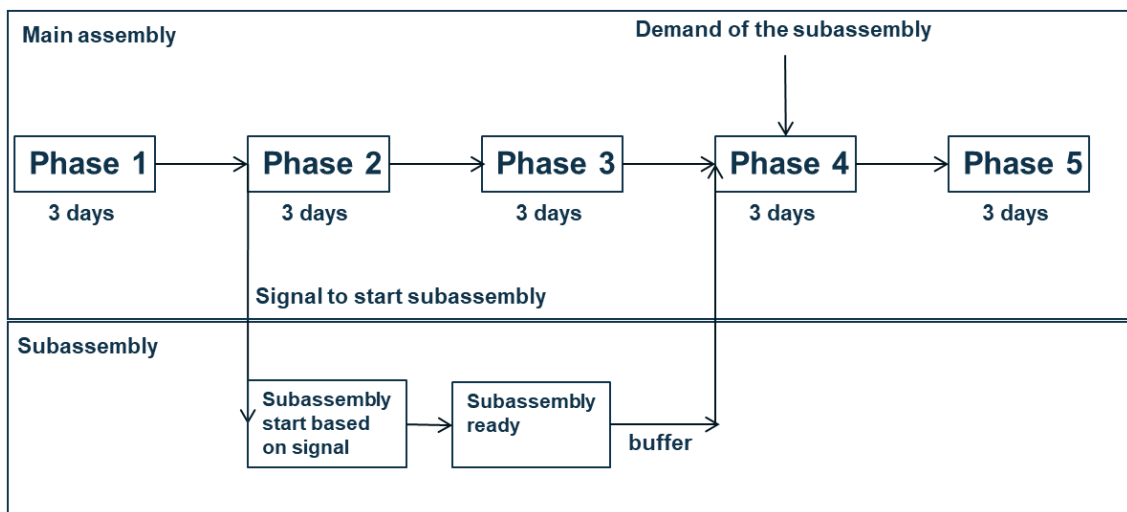 Main assembly
Demand of the subassembly
Phase 1
Phase 2
Phase 3
Phase 4
Phase 5
3 days
3 days
3 days
3 days
3 days
Signal to start subassembly
Subassembly
Subassembly
start based
on signal
Subassembly
ready
buffer